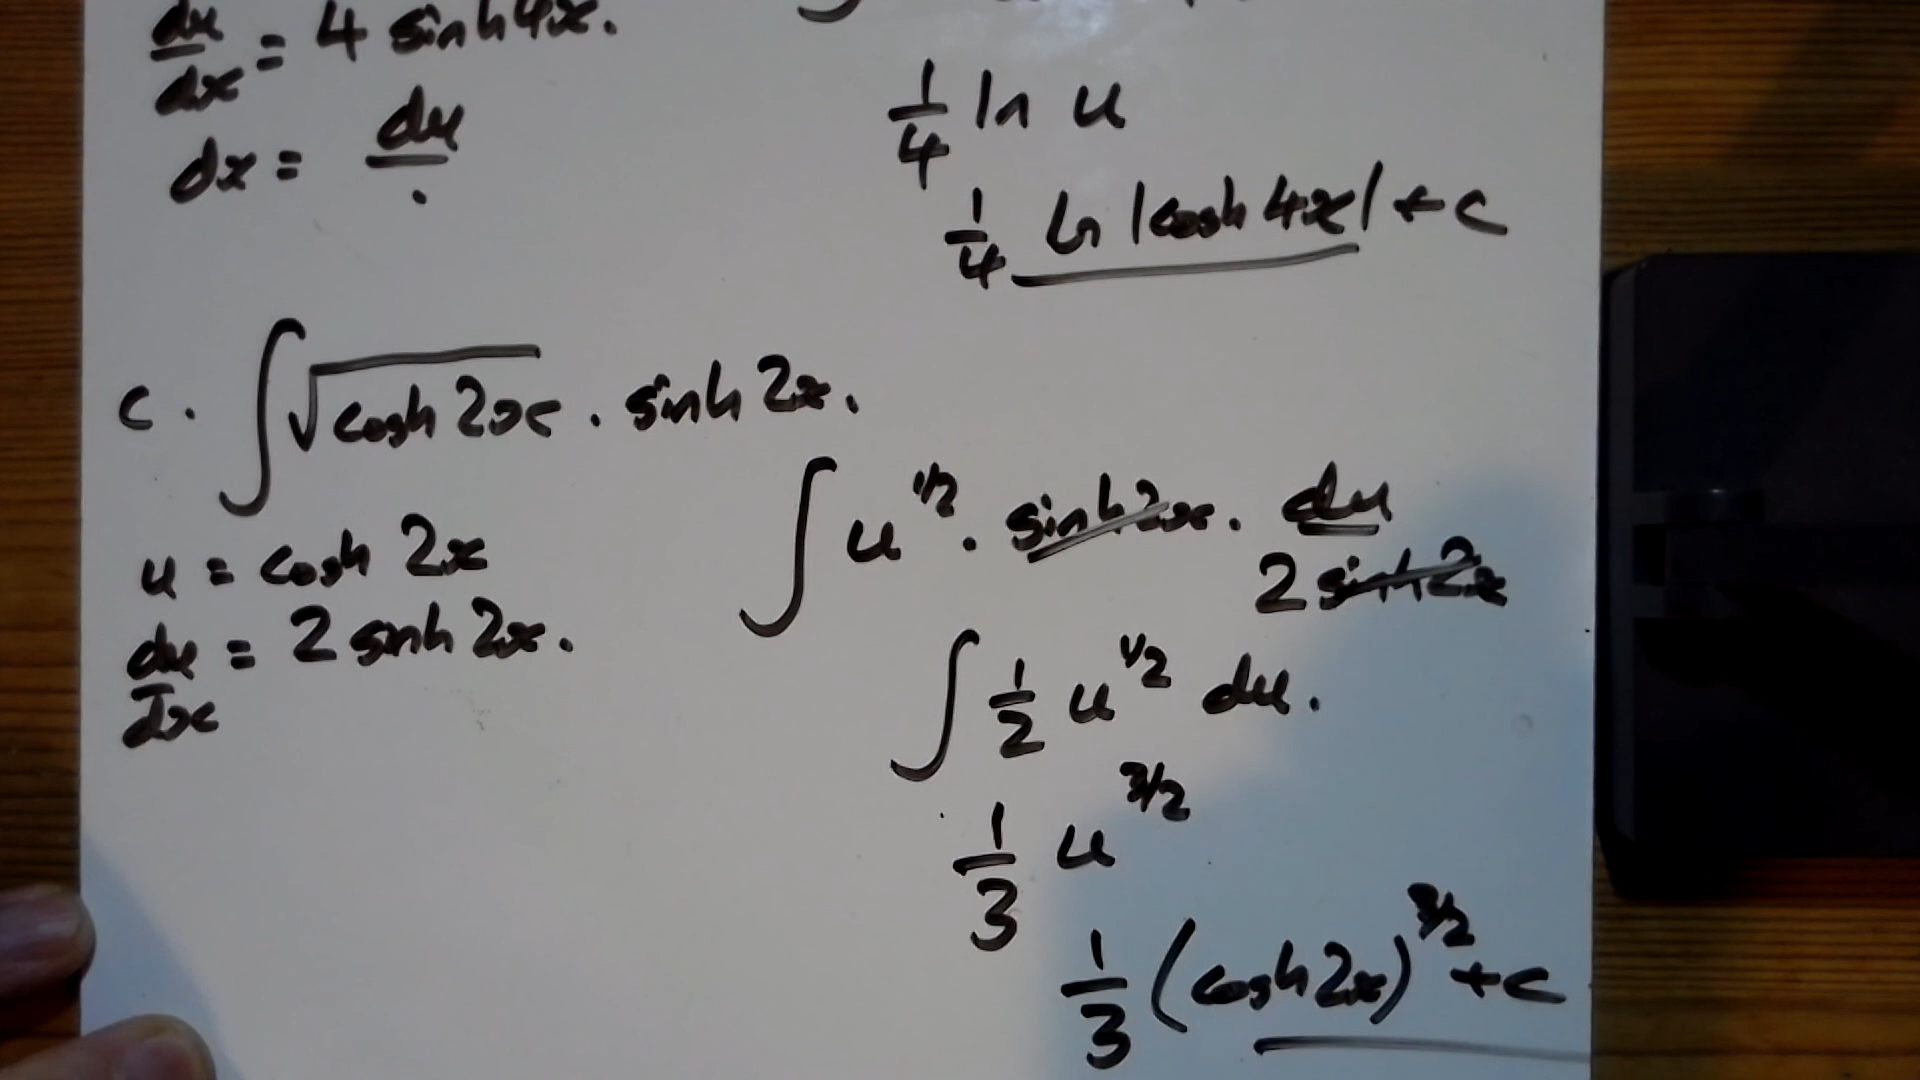 du/dx = 4 sinh 4x.
dx = du/.
1/4 ln u
1/4 ln |cosh 4x| + c
c. ∫ √cosh 2x . sinh 2x.
u = cosh 2x
du/dx = 2 sinh 2x.
∫ u^1/2 . sinh 2x . du/2 sinh 2x
∫ 1/2 u^1/2 du.
1/3 u^3/2
1/3 (cosh 2x)^3/2 + c